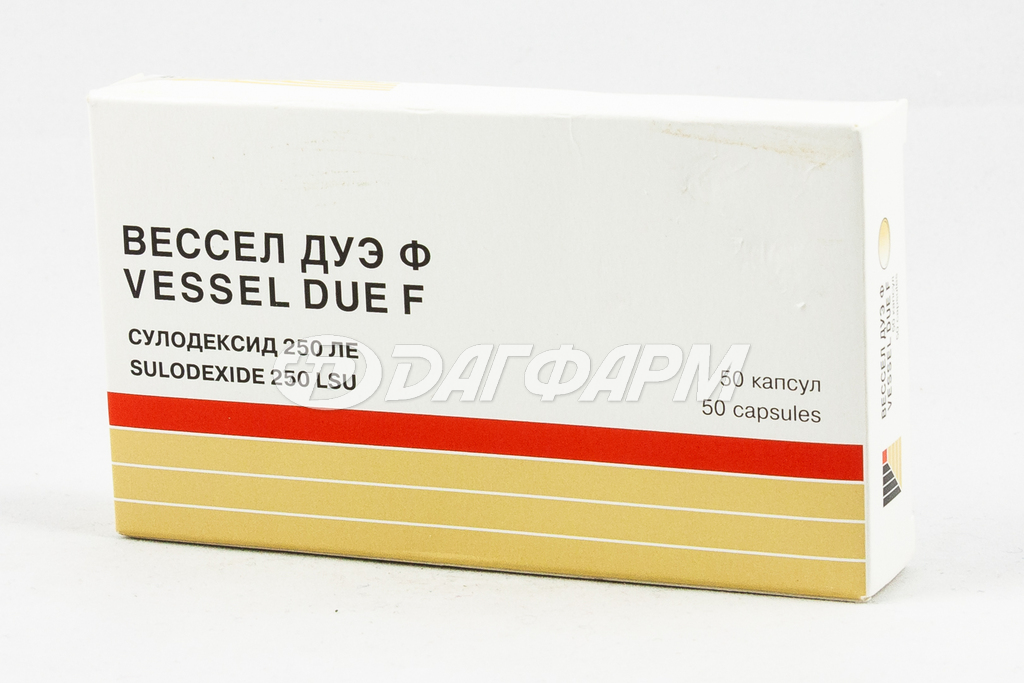 ВЕССЕЛ ДУЭ Ф
VESSEL DUE F
СУЛОДЕКСИД 250 ЛЕ
SULODEXIDE 250 LSU
50 капсул
50 capsules
ДАГФАРМ
ВЕССЕЛ ДУЭ Ф
VESSEL DUE F